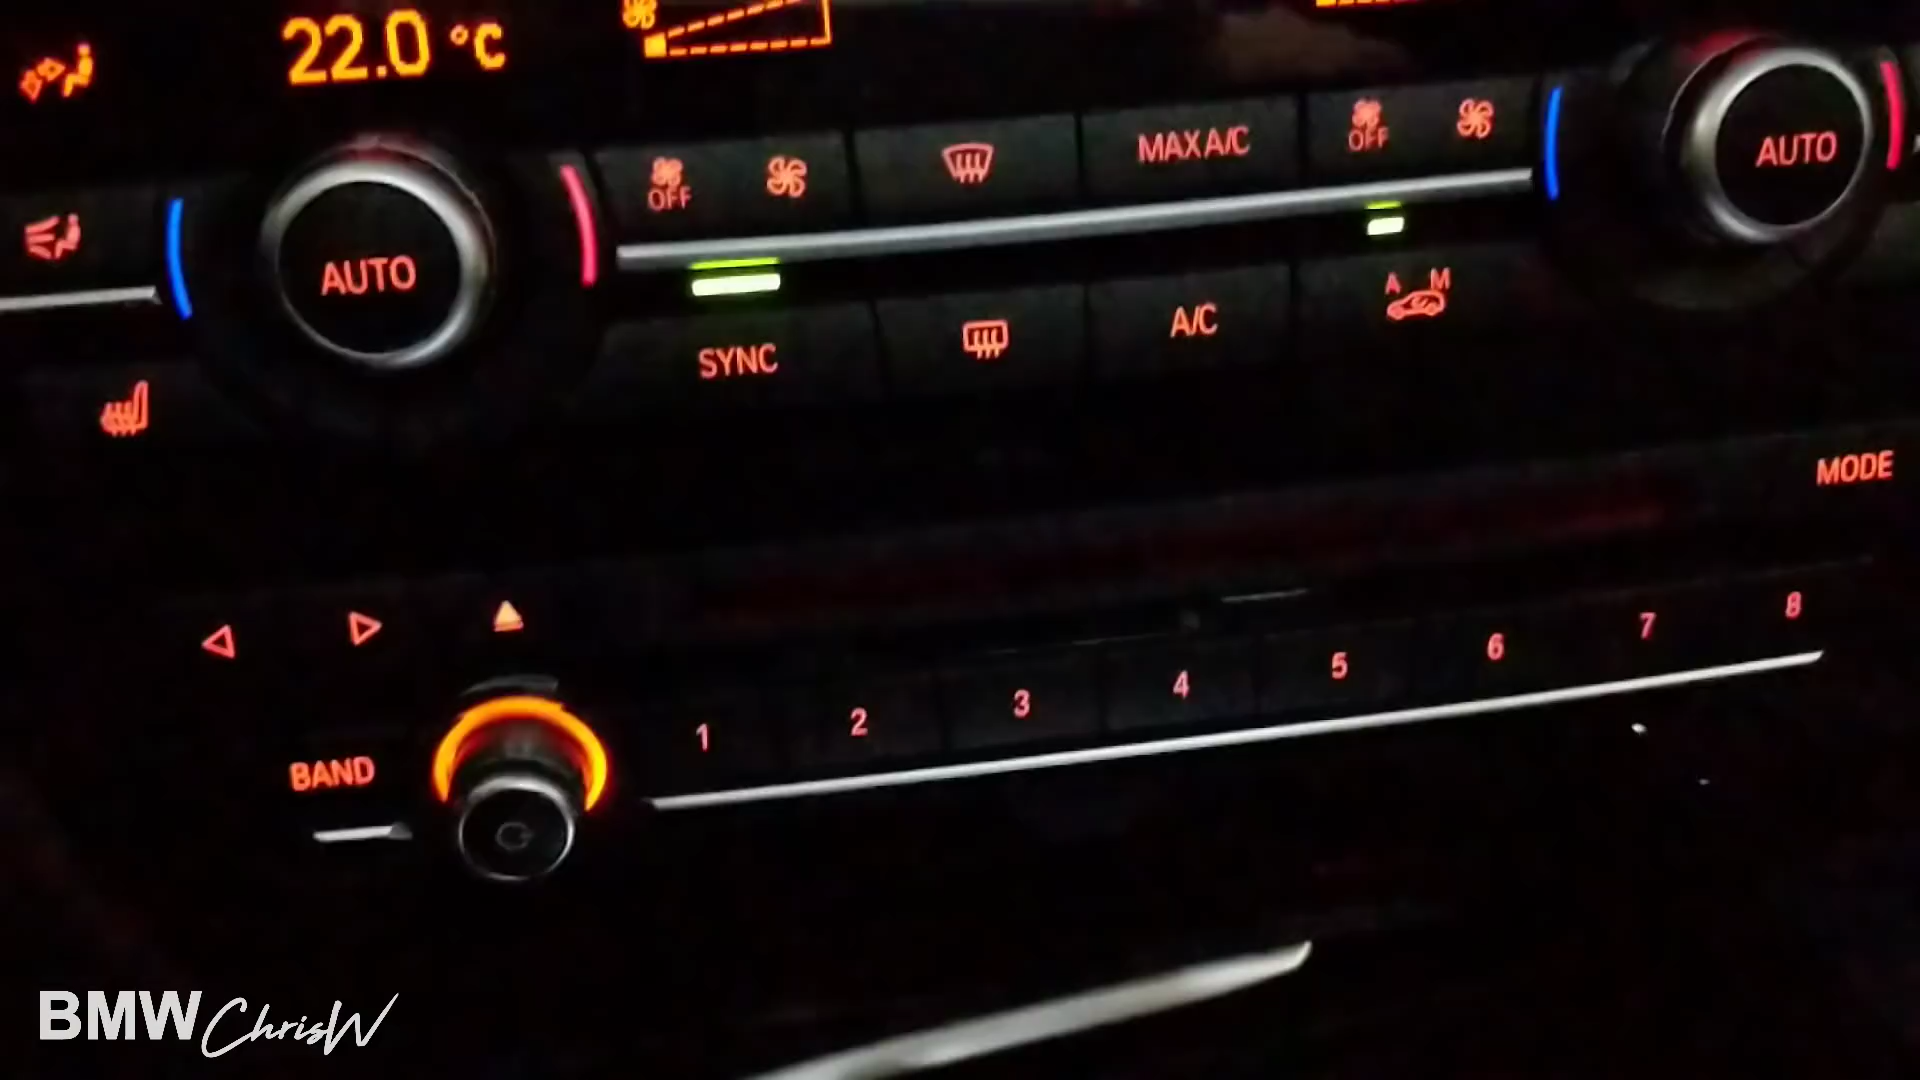 22.0 °C
OFF
MAX A/C
OFF
AUTO
AUTO
SYNC
A/C
A M
MODE
1 2 3 4 5 6 7 8
BAND
BMW ChrisW